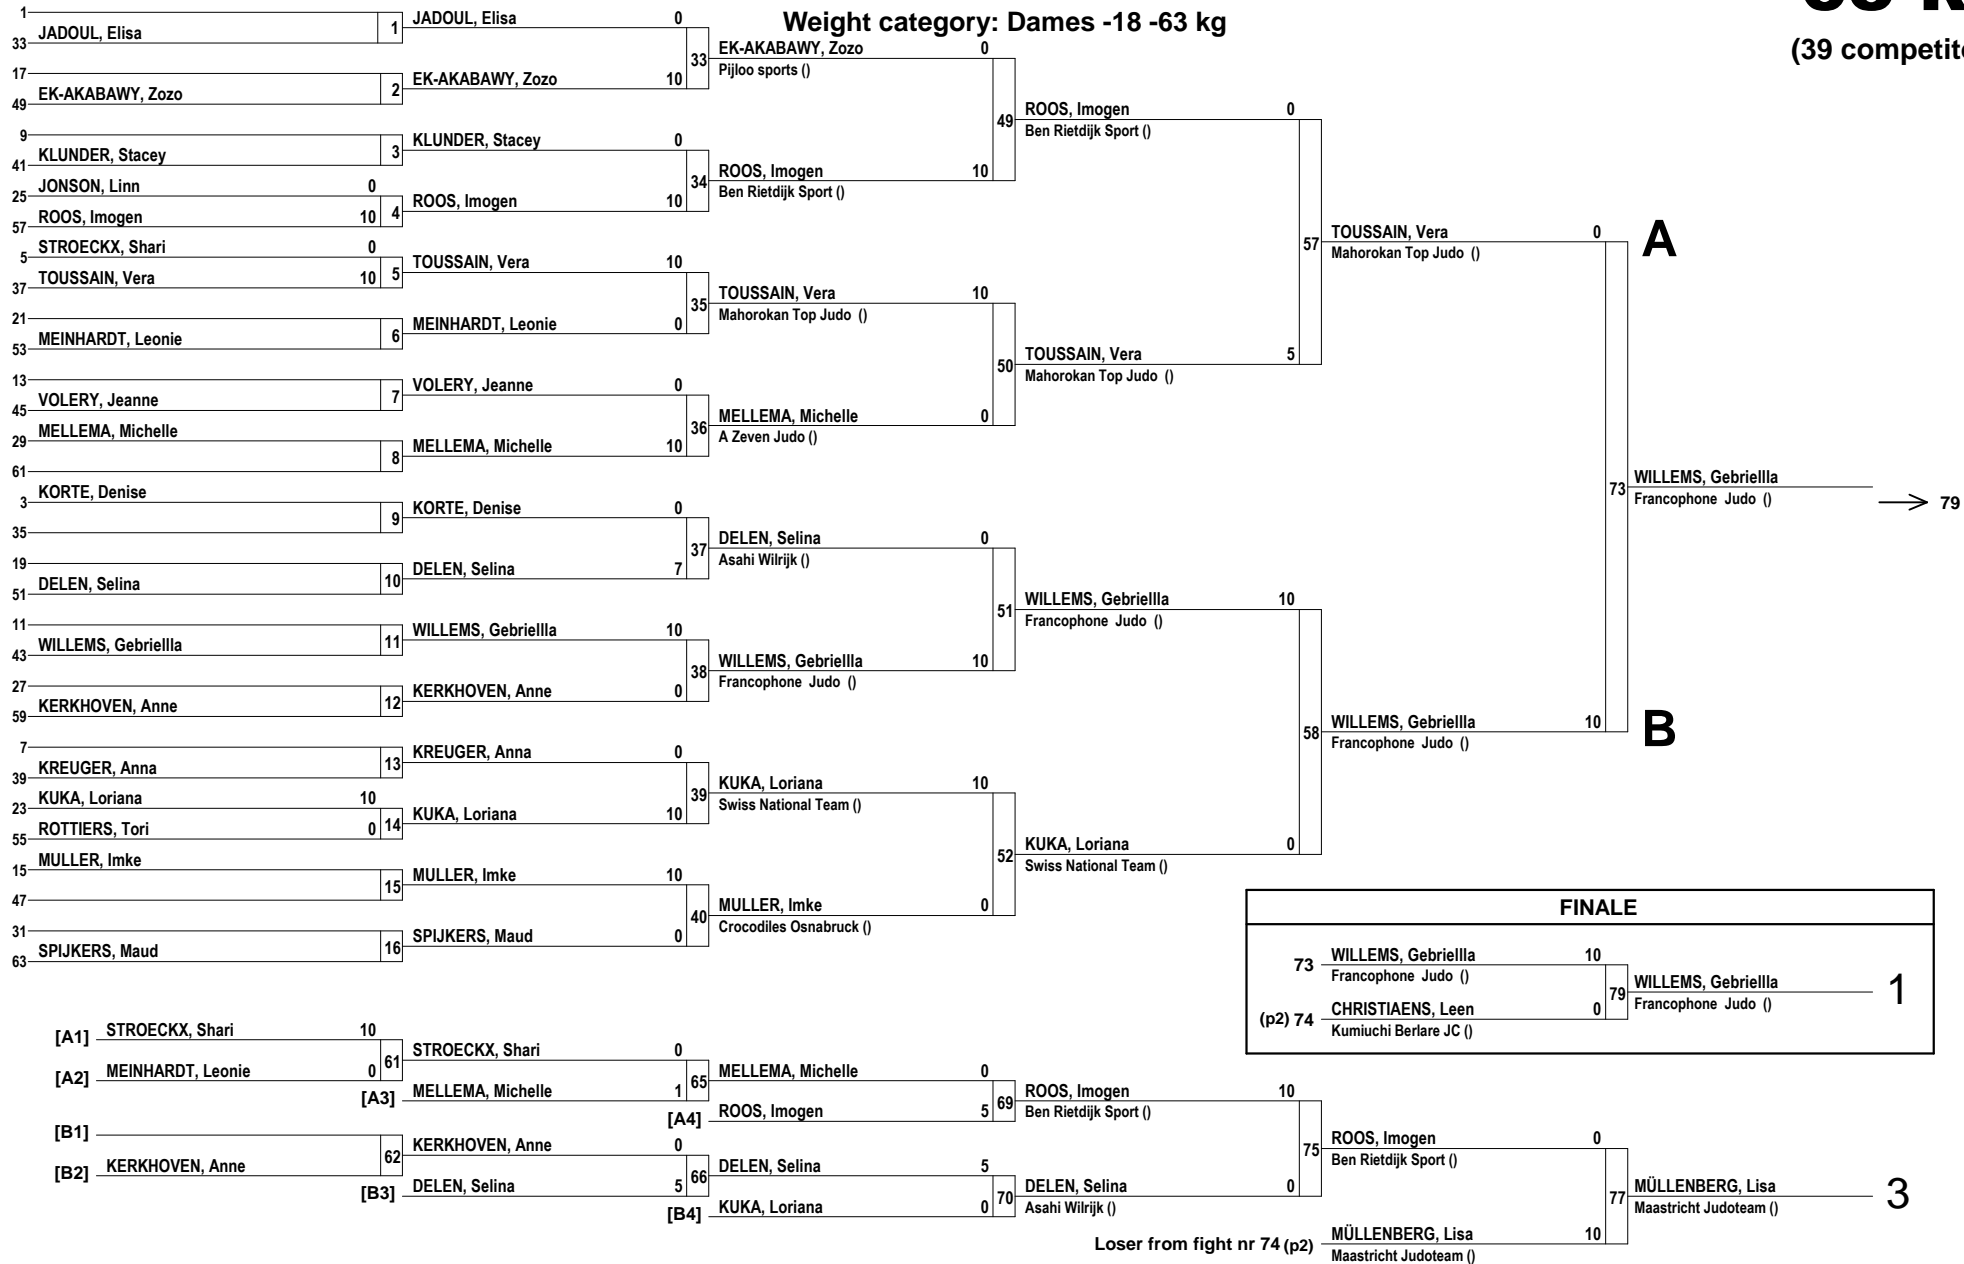 Weight category: Dames -18 -63 kg
(39 competit
1
JADOUL, Elisa
33
1
17
EK-AKABAWY, Zozo
49
2
9
KLUNDER, Stacey
41
3
JONSON, Linn 0
25
ROOS, Imogen 10
57
4
STROECKX, Shari 0
5
TOUSSAIN, Vera 10
37
5
21
MEINHARDT, Leonie
53
6
13
VOLERY, Jeanne
45
7
MELLEMA, Michelle
29
61
8
KORTE, Denise
3
35
9
19
DELEN, Selina
51
10
11
WILLEMS, Gebriellla
43
11
27
KERKHOVEN, Anne
59
12
7
KREUGER, Anna
39
13
KUKA, Loriana 10
23
ROTTIERS, Tori 0
55
14
MULLER, Imke
15
47
15
31
SPIJKERS, Maud
63
16
JADOUL, Elisa 0
33
EK-AKABAWY, Zozo 10
KLUNDER, Stacey 0
34
ROOS, Imogen 10
TOUSSAIN, Vera 10
35
MEINHARDT, Leonie 0
VOLERY, Jeanne 0
36
MELLEMA, Michelle 10
KORTE, Denise 0
37
DELEN, Selina 7
WILLEMS, Gebriellla 10
38
KERKHOVEN, Anne 0
KREUGER, Anna 0
39
KUKA, Loriana 10
MULLER, Imke 10
40
SPIJKERS, Maud 0
EK-AKABAWY, Zozo 0
Pijloo sports ()
49
ROOS, Imogen 10
Ben Rietdijk Sport ()
TOUSSAIN, Vera 10
Mahorokan Top Judo ()
50
MELLEMA, Michelle 0
A Zeven Judo ()
DELEN, Selina 0
Asahi Wilrijk ()
51
WILLEMS, Gebriellla 10
Francophone Judo ()
KUKA, Loriana 10
Swiss National Team ()
52
MULLER, Imke 0
Crocodiles Osnabruck ()
ROOS, Imogen 0
Ben Rietdijk Sport ()
57
TOUSSAIN, Vera 5
Mahorokan Top Judo ()
WILLEMS, Gebriellla 10
Francophone Judo ()
58
KUKA, Loriana 0
Swiss National Team ()
TOUSSAIN, Vera 0
Mahorokan Top Judo ()
A
73
WILLEMS, Gebriellla 10
Francophone Judo ()
B
WILLEMS, Gebriellla
Francophone Judo ()
79
FINALE
73 WILLEMS, Gebriellla 10
Francophone Judo ()
79
(p2) 74 CHRISTIAENS, Leen 0
Kumiuchi Berlare JC ()
WILLEMS, Gebriellla
Francophone Judo ()
1
[A1] STROECKX, Shari 10
61
[A2] MEINHARDT, Leonie 0
STROECKX, Shari 0
65
[A3] MELLEMA, Michelle 1
MELLEMA, Michelle 0
69
[A4] ROOS, Imogen 5
[B1]
62
[B2] KERKHOVEN, Anne
KERKHOVEN, Anne 0
66
[B3] DELEN, Selina 5
DELEN, Selina 5
70
[B4] KUKA, Loriana 0
ROOS, Imogen 10
Ben Rietdijk Sport ()
75
DELEN, Selina 0
Asahi Wilrijk ()
ROOS, Imogen 0
Ben Rietdijk Sport ()
77
Loser from fight nr 74 (p2) MÜLLENBERG, Lisa 10
Maastricht Judoteam ()
MÜLLENBERG, Lisa
Maastricht Judoteam ()
3